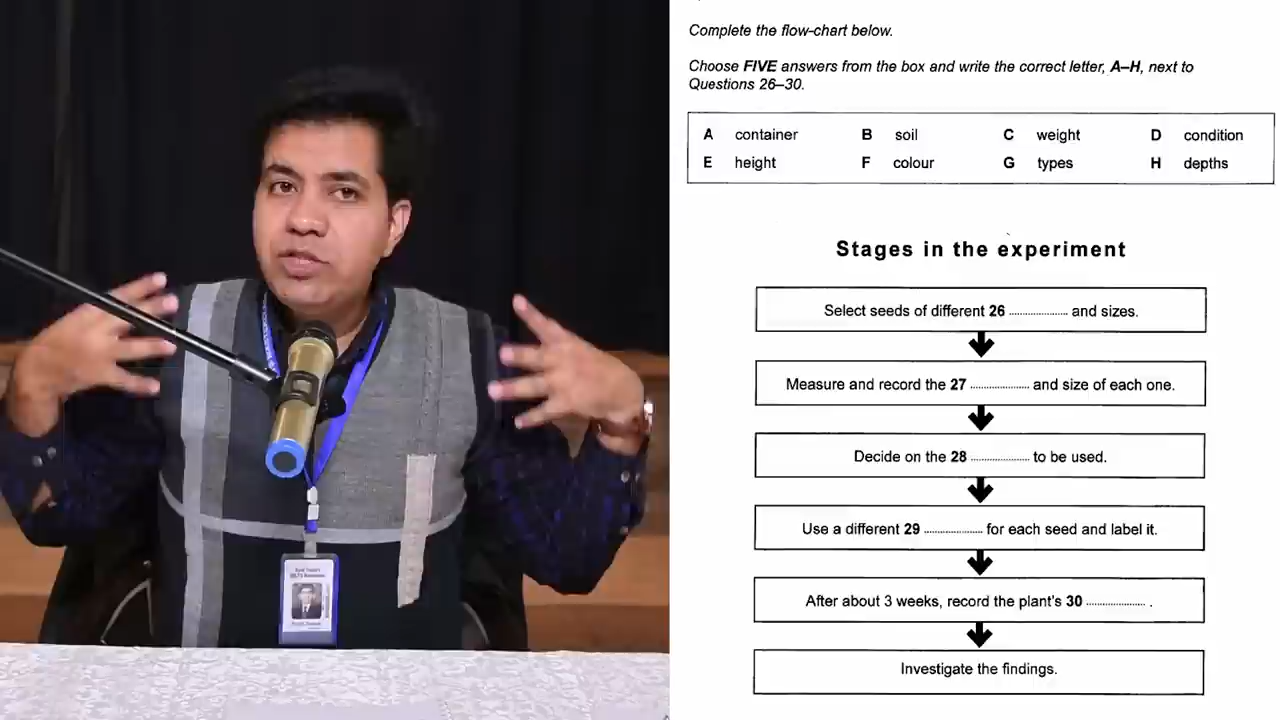 Complete the flow-chart below.
Choose FIVE answers from the box and write the correct letter, A–H, next to
Questions 26–30.
A container B soil C weight D condition
E height F colour G types H depths
Stages in the experiment
Select seeds of different 26 .................... and sizes.
Measure and record the 27 .................... and size of each one.
Decide on the 28 .................... to be used.
Use a different 29 .................... for each seed and label it.
After about 3 weeks, record the plant's 30 .................... .
Investigate the findings.